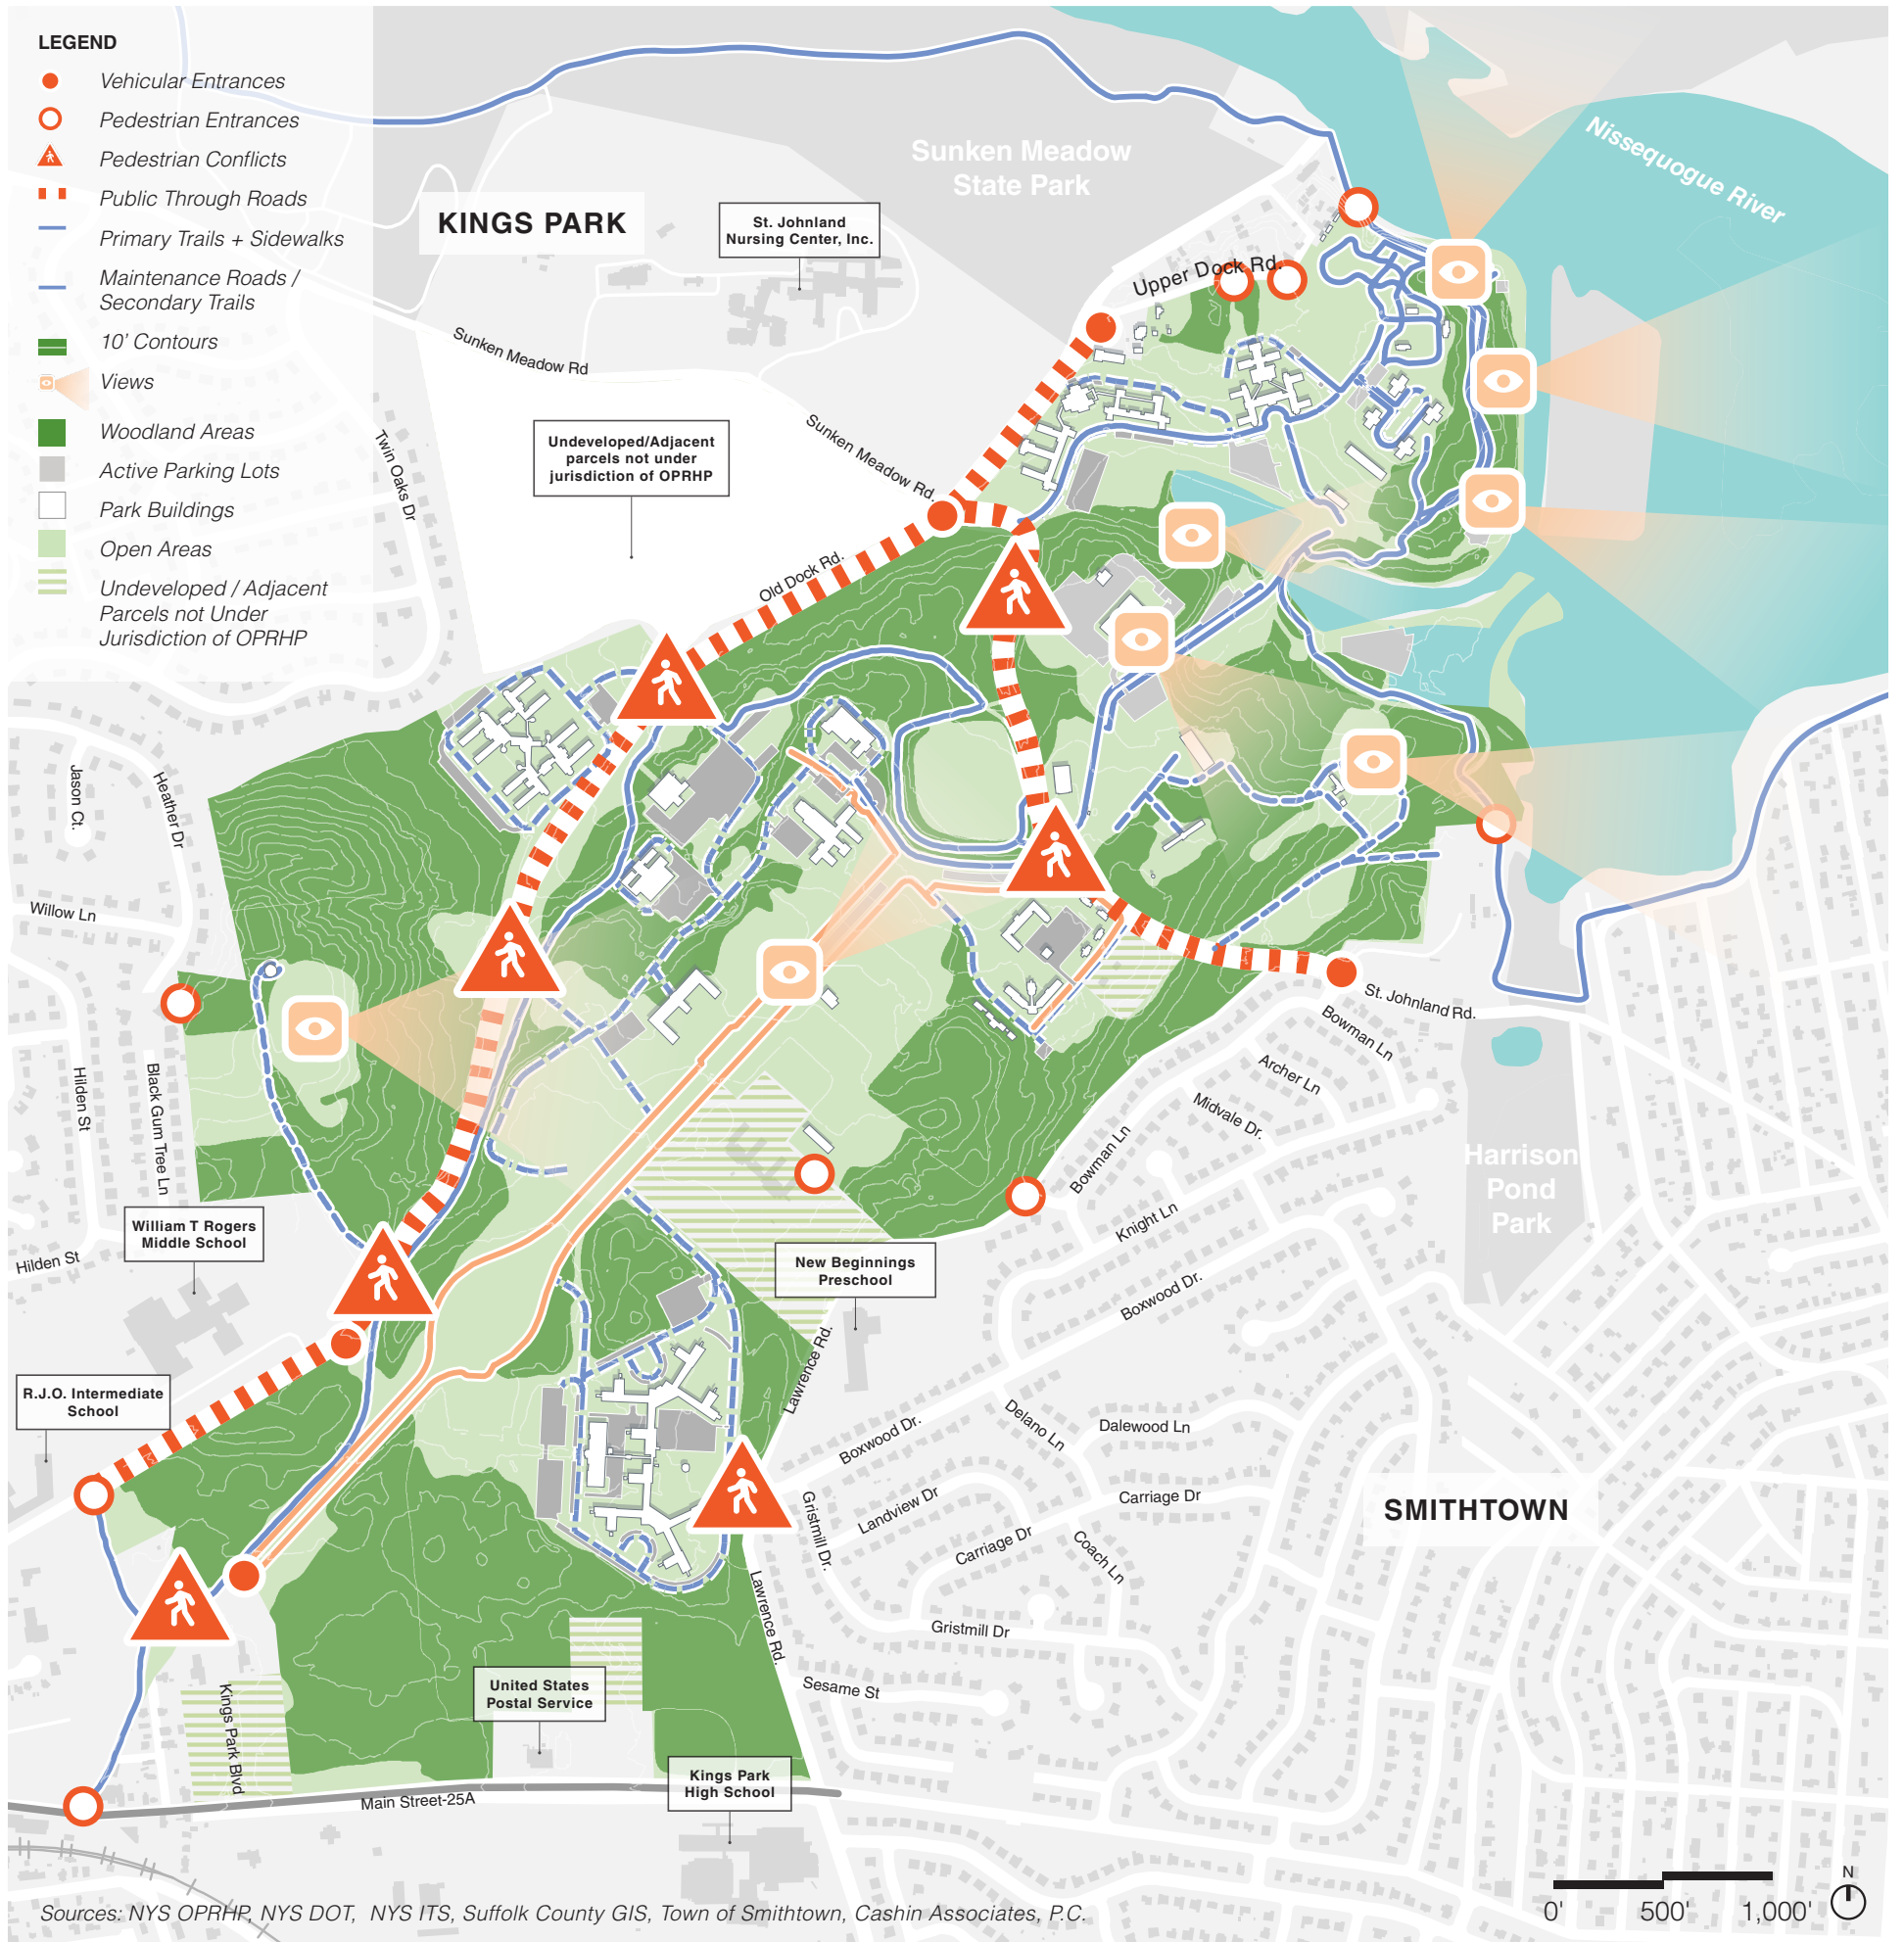 LEGEND
Vehicular Entrances
Pedestrian Entrances
Pedestrian Conflicts
Public Through Roads
Primary Trails + Sidewalks
Maintenance Roads /
Secondary Trails
10' Contours
Views
Woodland Areas
Active Parking Lots
Park Buildings
Open Areas
Undeveloped / Adjacent
Parcels not Under
Jurisdiction of OPRHP
KINGS PARK
Sunken Meadow
State Park
Nissequogue River
St. Johnland
Nursing Center, Inc.
Upper Dock Rd.
Sunken Meadow Rd
Sunken Meadow Rd.
Undeveloped/Adjacent
parcels not under
jurisdiction of OPRHP
Twin Oaks Dr
Old Dock Rd.
Jason Ct.
Heather Dr
Willow Ln
Hilden St
Black Gum Tree Ln
Hilden St
William T Rogers
Middle School
R.J.O. Intermediate
School
St. Johnland Rd.
Bowman Ln
Archer Ln
Midvale Dr.
Bowman Ln
Knight Ln
Boxwood Dr.
Harrison
Pond
Park
New Beginnings
Preschool
Lawrence Rd.
Boxwood Dr.
Delano Ln
Dalewood Ln
Carriage Dr
Landview Dr
Carriage Dr
Coach Ln
Gristmill Dr.
Gristmill Dr
SMITHTOWN
Lawrence Rd.
Sesame St
United States
Postal Service
Kings Park Blvd
Main Street-25A
Kings Park
High School
Sources: NYS OPRHP, NYS DOT, NYS ITS, Suffolk County GIS, Town of Smithtown, Cashin Associates, P.C.
0' 500' 1,000'
N